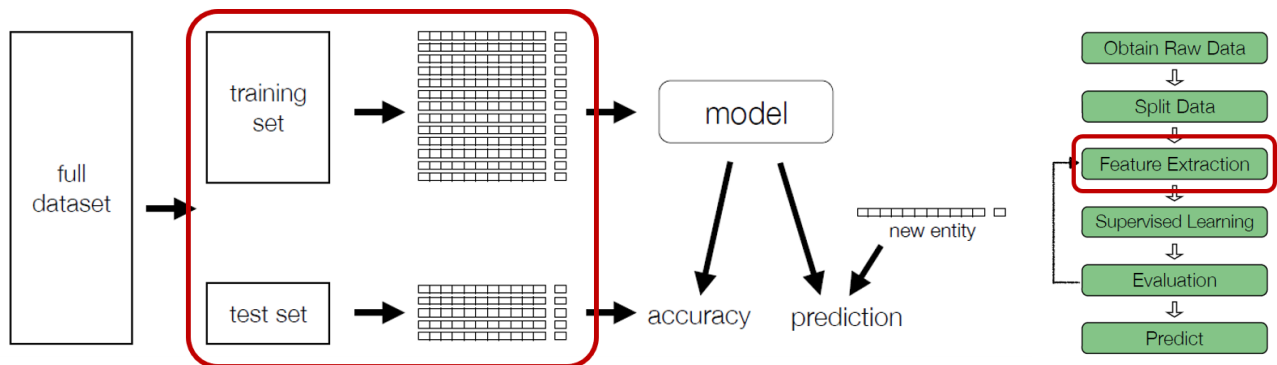 full
dataset
training
set
test set
model
new entity
accuracy
prediction
Obtain Raw Data
Split Data
Feature Extraction
Supervised Learning
Evaluation
Predict